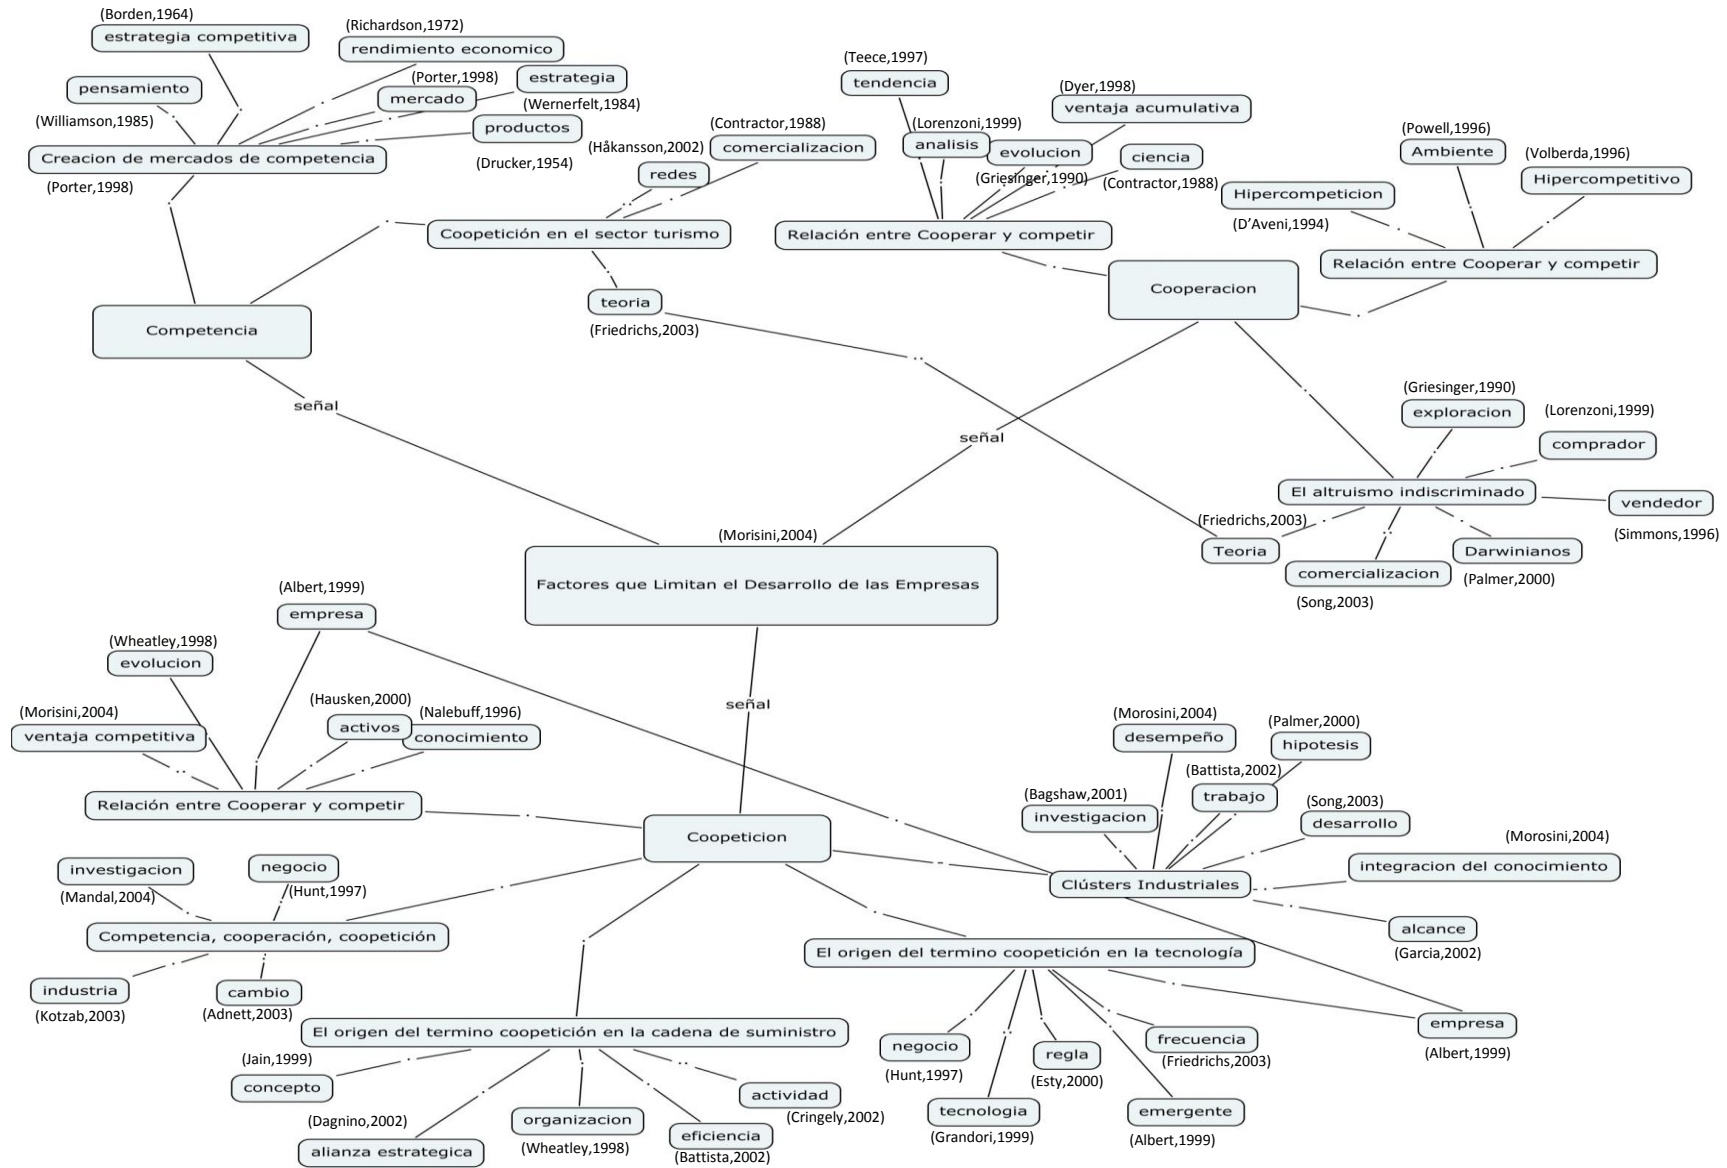 (Borden,1964)
estrategia competitiva
(Richardson,1972)
rendimiento economico
pensamiento
(Williamson,1985)
(Porter,1998)
mercado
estrategia
(Wernerfelt,1984)
productos
(Drucker,1954)
Creacion de mercados de competencia
(Porter,1998)
(Håkansson,2002)
redes
(Contractor,1988)
comercializacion
Coopetición en el sector turismo
teoria
(Friedrichs,2003)
Competencia
señal
(Teece,1997)
tendencia
(Lorenzoni,1999)
analisis
evolucion
(Griesinger,1990)
(Dyer,1998)
ventaja acumulativa
ciencia
(Contractor,1988)
Relación entre Cooperar y competir
Cooperacion
(Powell,1996)
Ambiente
(Volberda,1996)
Hipercompetitivo
Hipercompeticion
(D’Aveni,1994)
Relación entre Cooperar y competir
señal
(Griesinger,1990)
exploracion
(Lorenzoni,1999)
comprador
El altruismo indiscriminado
vendedor
(Simmons,1996)
(Friedrichs,2003)
Teoria
Darwinianos
(Palmer,2000)
comercializacion
(Song,2003)
(Morisini,2004)
Factores que Limitan el Desarrollo de las Empresas
señal
(Albert,1999)
empresa
(Wheatley,1998)
evolucion
(Morisini,2004)
ventaja competitiva
(Hausken,2000)
activos
(Nalebuff,1996)
conocimiento
Relación entre Cooperar y competir
Coopeticion
investigacion
(Mandal,2004)
negocio
(Hunt,1997)
Competencia, cooperación, coopetición
industria
(Kotzab,2003)
cambio
(Adnett,2003)
(Morosini,2004)
desempeño
(Palmer,2000)
hipotesis
(Battista,2002)
trabajo
(Bagshaw,2001)
investigacion
(Song,2003)
desarrollo
(Morosini,2004)
integracion del conocimiento
Clústers Industriales
alcance
(Garcia,2002)
El origen del termino coopetición en la tecnología
empresa
(Albert,1999)
negocio
(Hunt,1997)
regla
(Esty,2000)
frecuencia
(Friedrichs,2003)
tecnologia
(Grandori,1999)
emergente
(Albert,1999)
El origen del termino coopetición en la cadena de suministro
(Jain,1999)
concepto
(Dagnino,2002)
alianza estrategica
organizacion
(Wheatley,1998)
eficiencia
(Battista,2002)
actividad
(Cringely,2002)